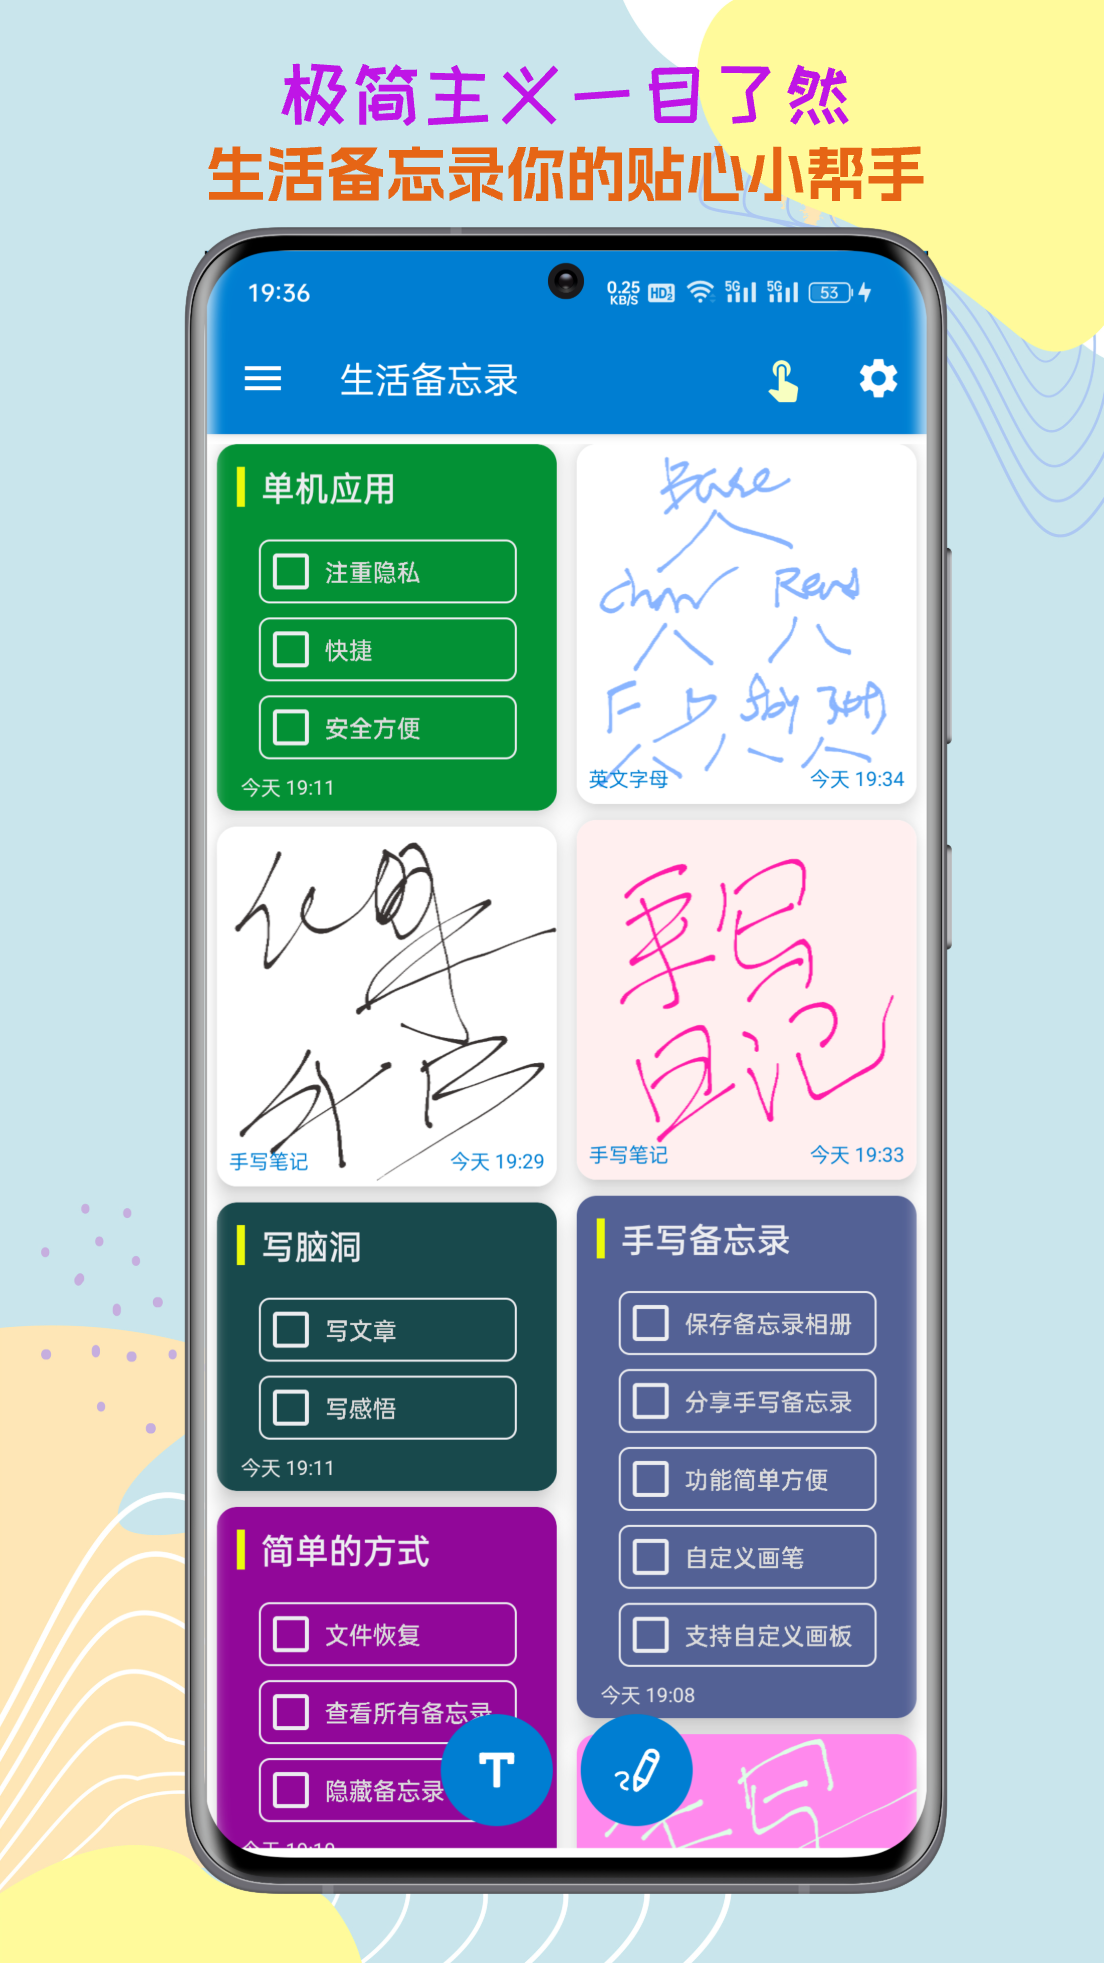 极简主义一目了然
生活备忘录你的贴心小帮手
19:36
0.25 KB/S
HD
5G
5G
53
生活备忘录
单机应用
注重隐私
快捷
安全方便
今天 19:11
Base
英文字母
今天 19:34
手写笔记
今天 19:29
手写
日记
手写笔记
今天 19:33
写脑洞
写文章
写感悟
今天 19:11
手写备忘录
保存备忘录相册
分享手写备忘录
功能简单方便
自定义画笔
支持自定义画板
今天 19:08
简单的方式
文件恢复
查看所有备忘录
隐藏备忘录
T